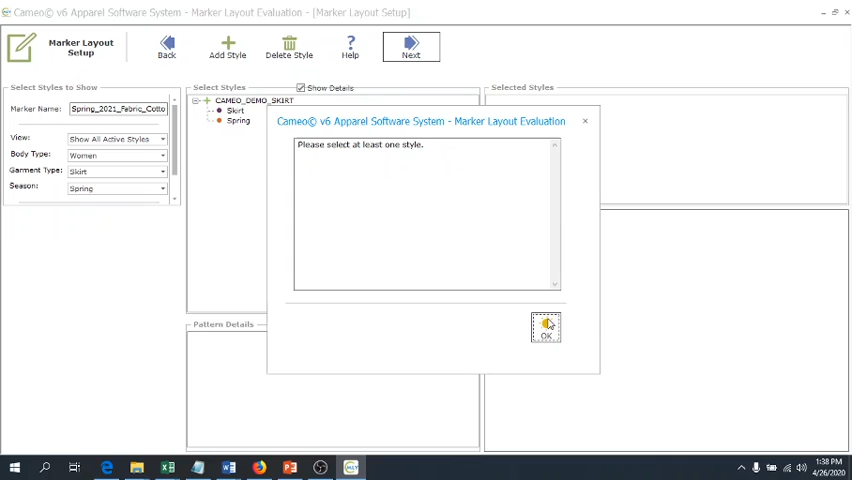 Cameo© v6 Apparel Software System - Marker Layout Evaluation - [Marker Layout Setup]
Marker Layout
Setup
Back
Add Style
Delete Style
Help
Next
Select Styles to Show
Marker Name:
Spring_2021_Fabric_Cotto
View:
Show All Active Styles
Body Type:
Women
Garment Type:
Skirt
Season:
Spring
Select Styles
Show Details
CAMEO_DEMO_SKIRT
Skirt
Spring
Selected Styles
Cameo© v6 Apparel Software System - Marker Layout Evaluation
Please select at least one style.
OK
Pattern Details
1:38 PM
4/26/2020